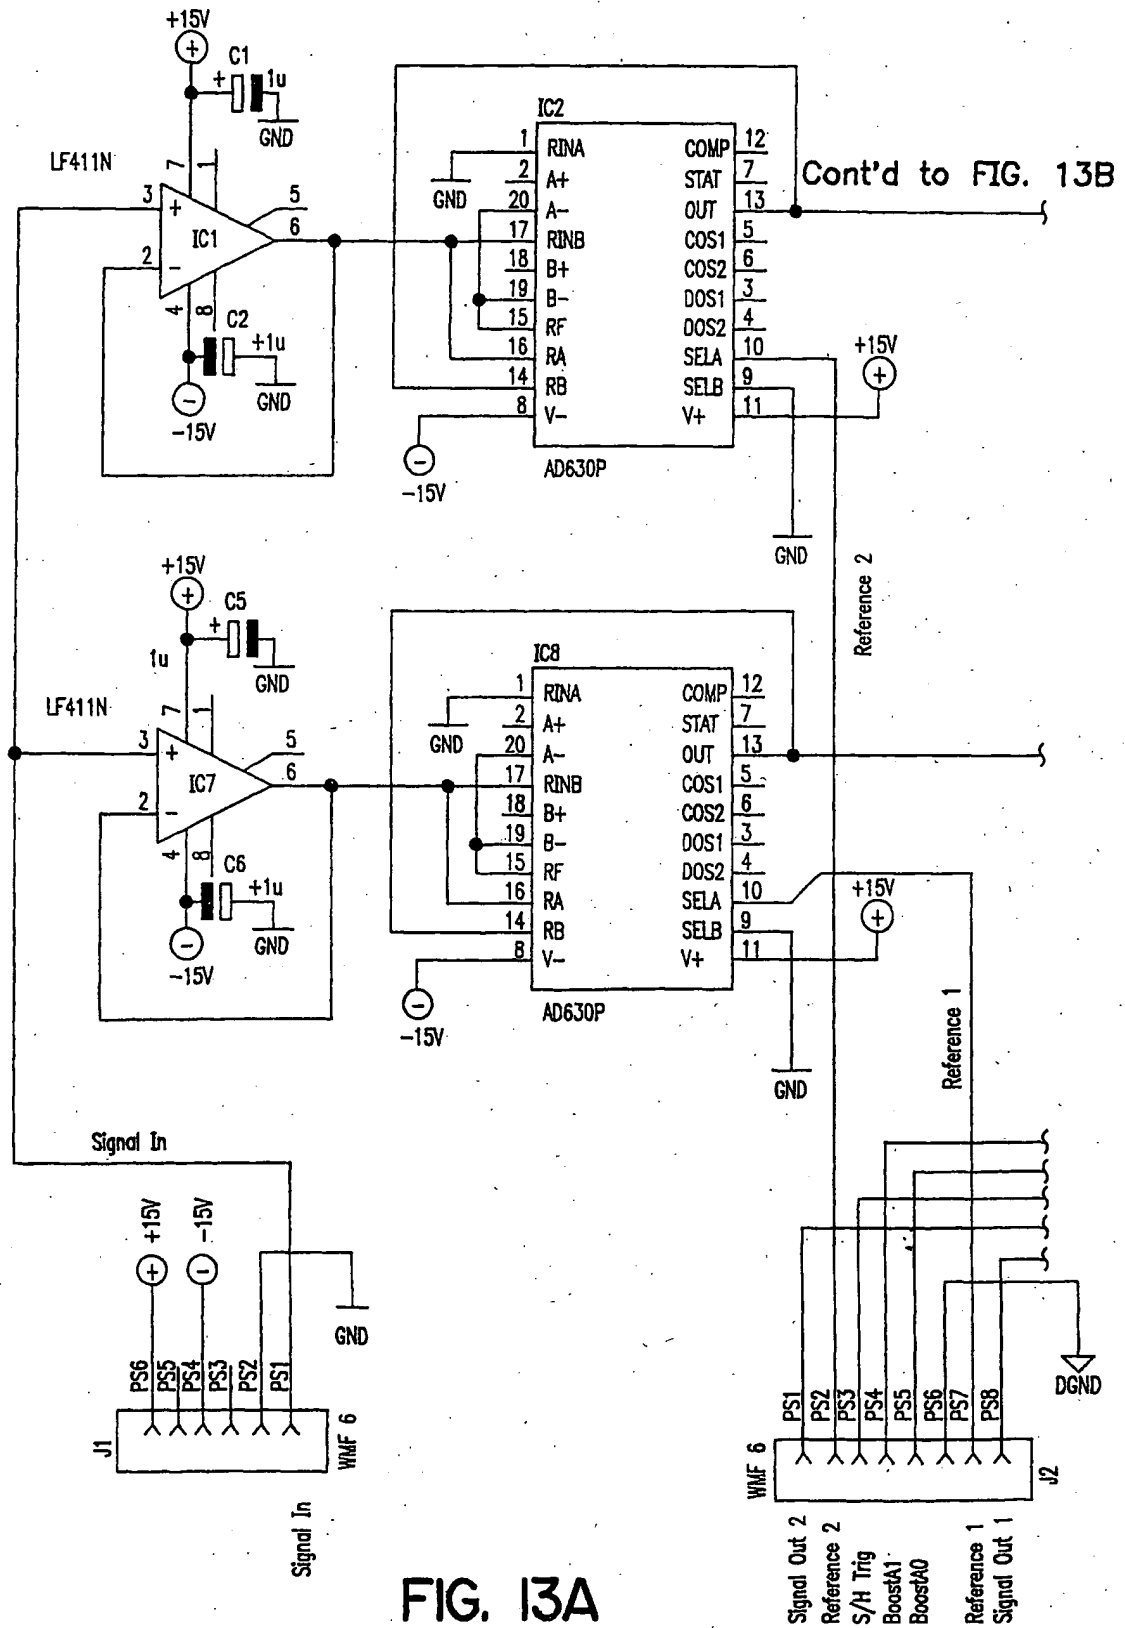 +15V
C1
+
1u
GND
LF411N
7
1
3
+
IC1
5
6
2
−
4
8
C2
+1u
GND
−15V
IC2
1 RINA
2 A+
20 A−
17 RINB
18 B+
19 B−
15 RF
16 RA
14 RB
8 V−
GND
−15V
COMP 12
STAT 7
OUT 13
COS1 5
COS2 6
DOS1 3
DOS2 4
SELA 10
SELB 9
V+ 11
AD630P
+15V
GND
Cont'd to FIG. 13B
Reference 2
+15V
C5
+
1u
GND
LF411N
7
1
3
+
IC7
5
6
2
−
4
8
C6
+1u
GND
−15V
IC8
1 RINA
2 A+
20 A−
17 RINB
18 B+
19 B−
15 RF
16 RA
14 RB
8 V−
GND
−15V
COMP 12
STAT 7
OUT 13
COS1 5
COS2 6
DOS1 3
DOS2 4
SELA 10
SELB 9
V+ 11
AD630P
+15V
GND
Reference 1
Signal In
+15V
−15V
GND
PS6
PS5
PS4
PS3
PS2
PS1
J1
WMF 6
Signal In
DGND
PS1
PS2
PS3
PS4
PS5
PS6
PS7
PS8
WMF 6
J2
Signal Out 2
Reference 2
S/H Trig
BoostA1
BoostA0
Reference 1
Signal Out 1
FIG. 13A